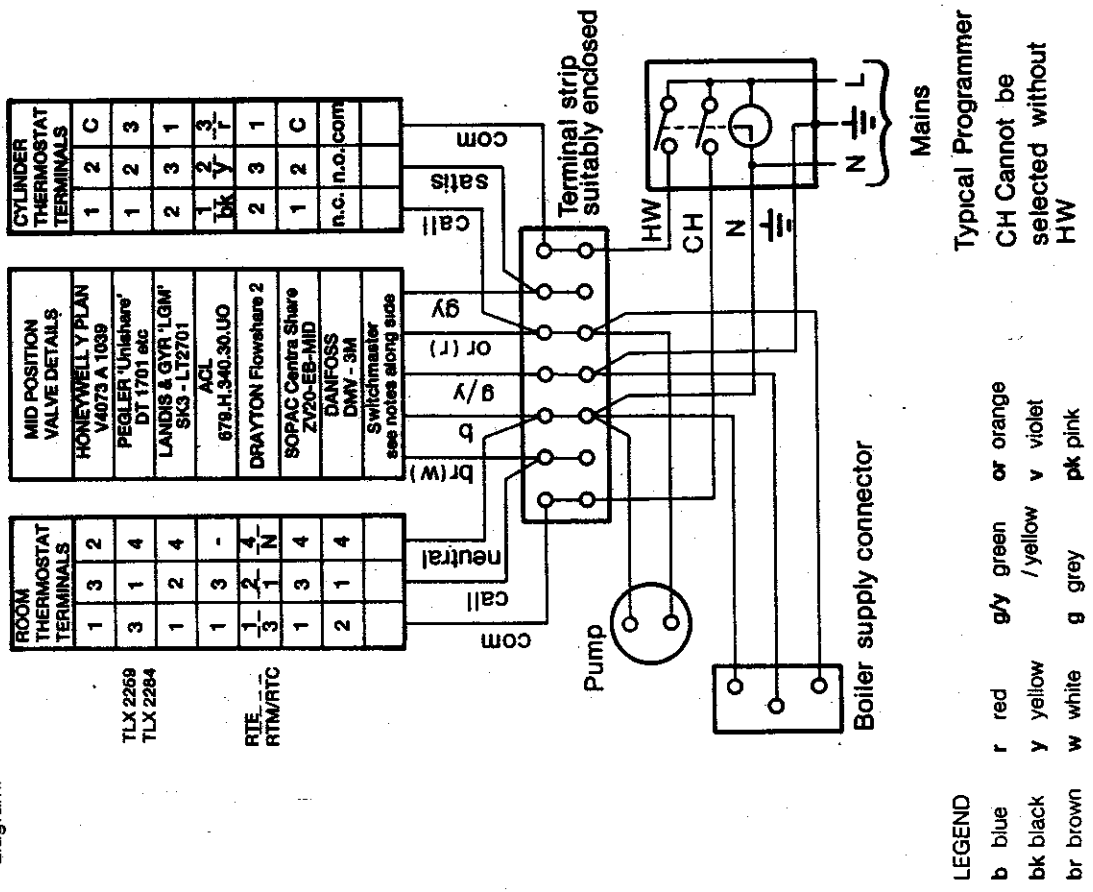 ROOM
THERMOSTAT
TERMINALS
1 3 2
TLX 2269
TLX 2284
3 1 4
1 2 4
1 3 -
RTE
RTM/RTC
1 2 4
3 1 N
1 3 4
2 1 4
MID POSITION
VALVE DETAILS
HONEYWELL Y PLAN
V4073 A 1039
PEGLER 'Unishare'
DT 1701 etc
LANDIS & GYR 'LGM'
SK3 - LT2701
ACL
679.H.340.30.UO
DRAYTON Flowshare 2
SOPAC Centra Share
ZV20-EB-MID
DANFOSS
DMV - 3M
Switchmaster
see notes along side
CYLINDER
THERMOSTAT
TERMINALS
1 2 C
1 2 3
2 3 1
1 2 3
bk y r
2 3 1
1 2 C
n.c. n.o. com
com
call
neutral
br(w)
b
g/y
or (r)
gy
call
satis
com
Terminal strip
suitably enclosed
Pump
HW
CH
N
Boiler supply connector
N
L
Mains
Typical Programmer
CH Cannot be
selected without
HW
LEGEND
b blue r red g/y green or orange
bk black y yellow / yellow v violet
br brown w white g grey pk pink